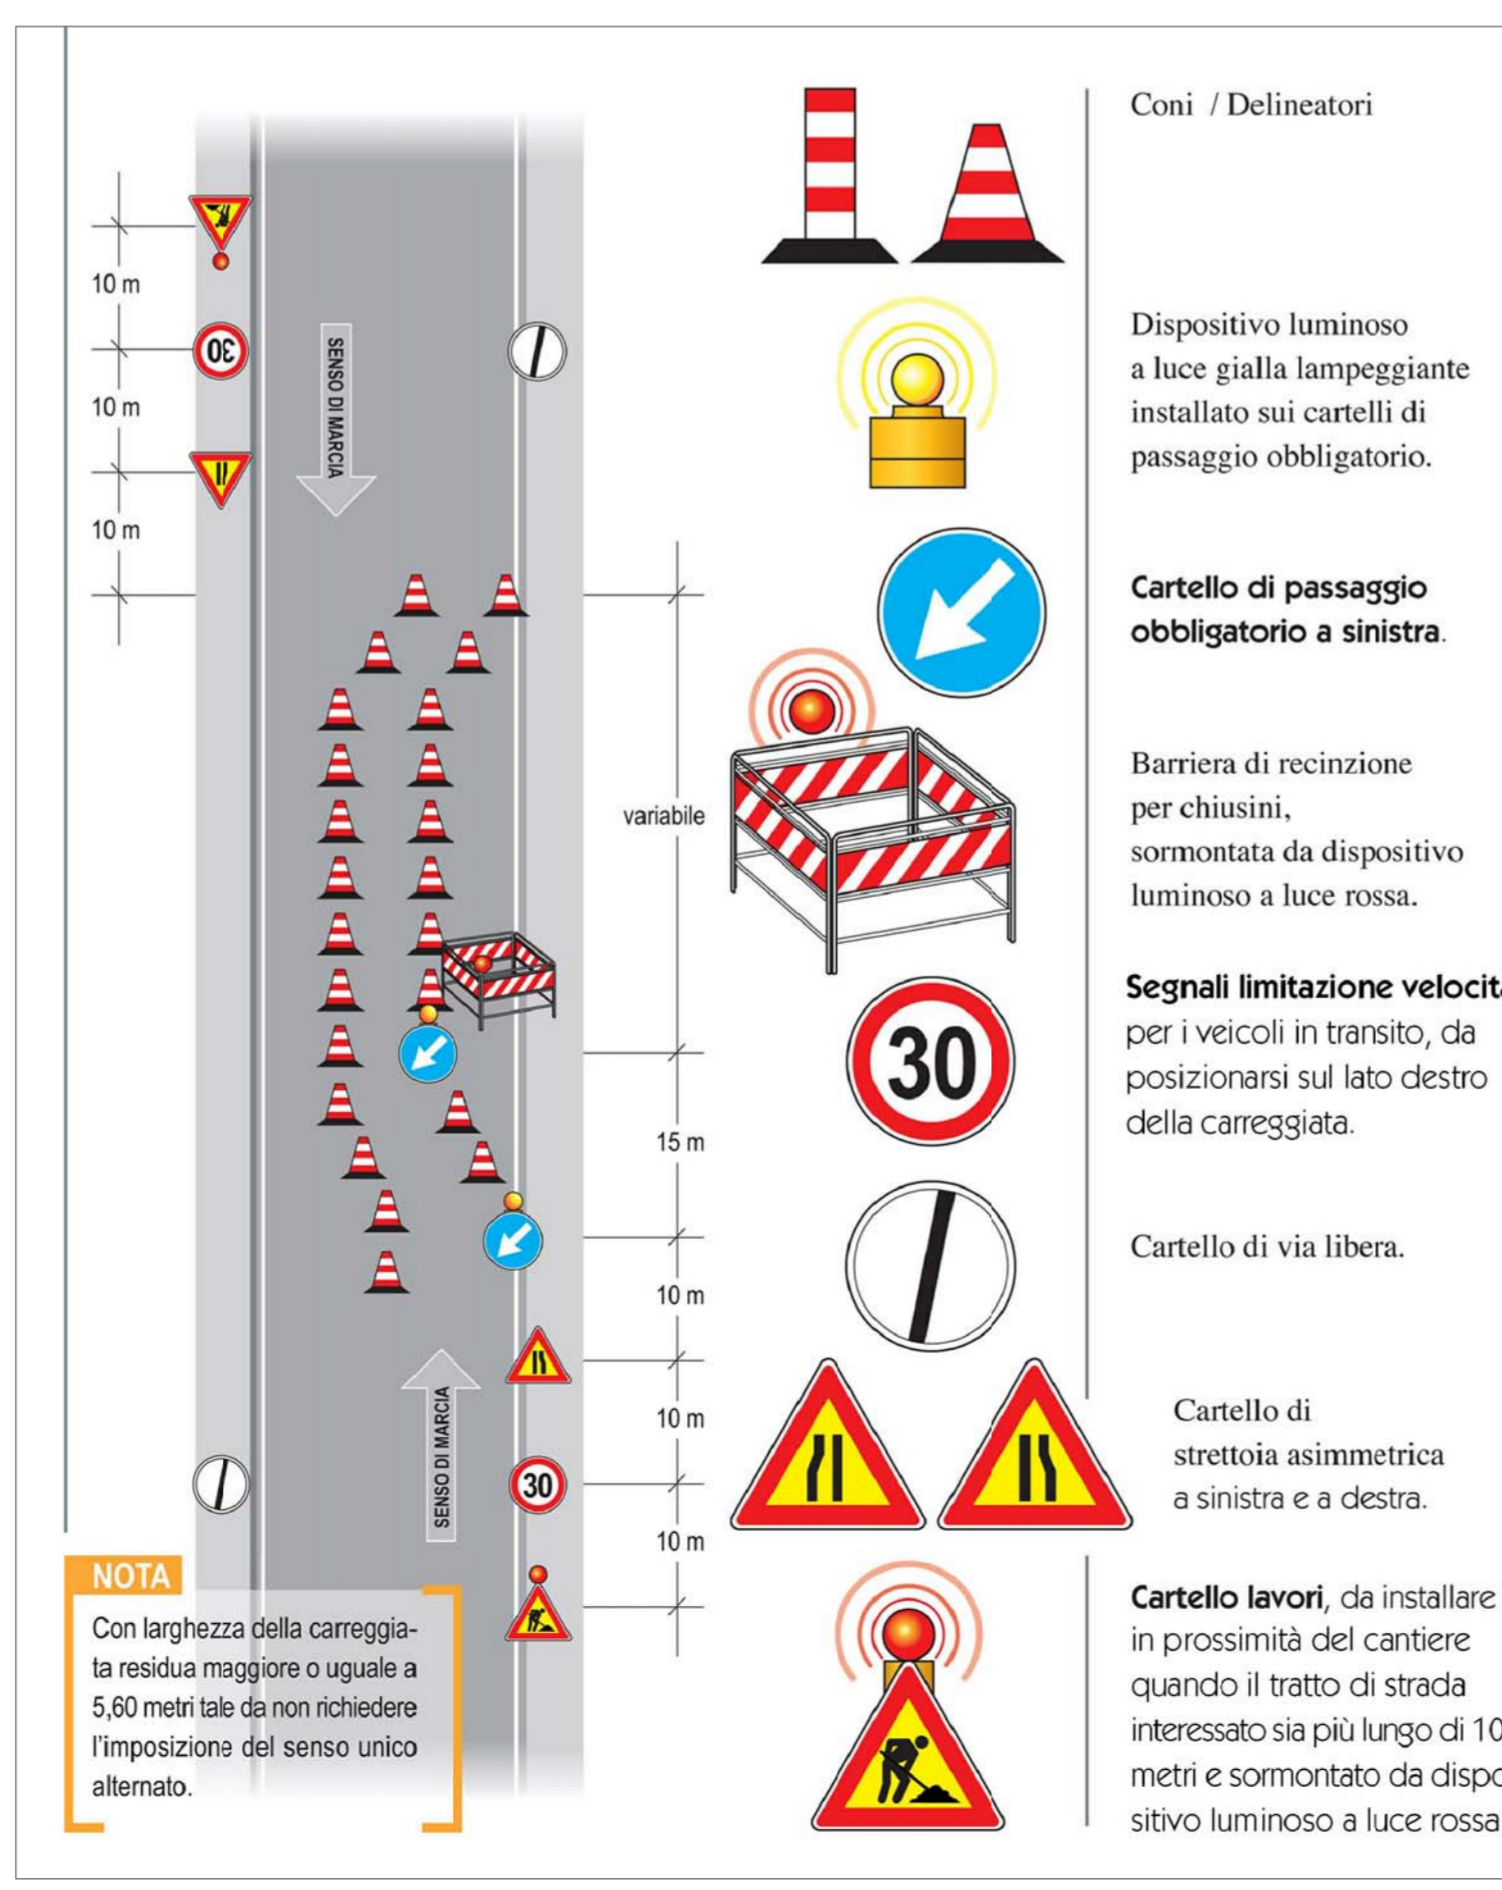 10 m
30
10 m
10 m
SENSO DI MARCIA
variabile
15 m
10 m
10 m
SENSO DI MARCIA
30
10 m
NOTA
Con larghezza della carreggia-
ta residua maggiore o uguale a
5,60 metri tale da non richiedere
l'imposizione del senso unico
alternato.
Coni / Delineatori
Dispositivo luminoso
a luce gialla lampeggiante
installato sui cartelli di
passaggio obbligatorio.
Cartello di passaggio
obbligatorio a sinistra.
Barriera di recinzione
per chiusini,
sormontata da dispositivo
luminoso a luce rossa.
30
Segnali limitazione
per i veicoli in transito, da
posizionarsi sul lato destro
della carreggiata.
Cartello di via libera.
Cartello di
strettoia asimmetrica
a sinistra e a destra.
Cartello lavori, da installare
in prossimità del cantiere
quando il tratto di strada
interessato sia più lungo di
metri e sormontato da
sitivo luminoso a luce rossa